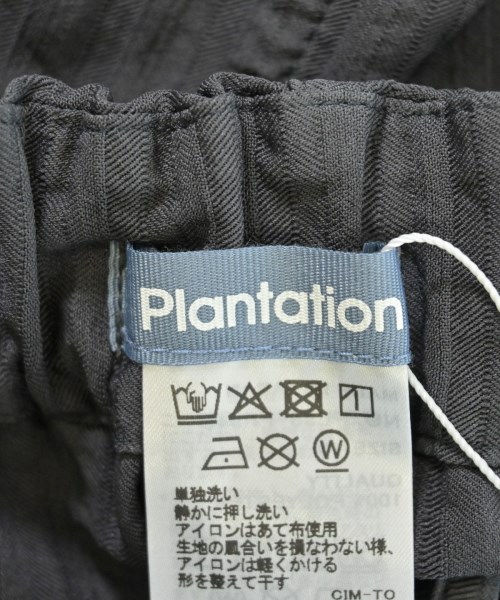 Plantation
W
単独洗い
静かに押し洗い
アイロンはあて布使用
生地の風合いを損なわない様、
アイロンは軽くかける
形を整えて干す
CJM-TO